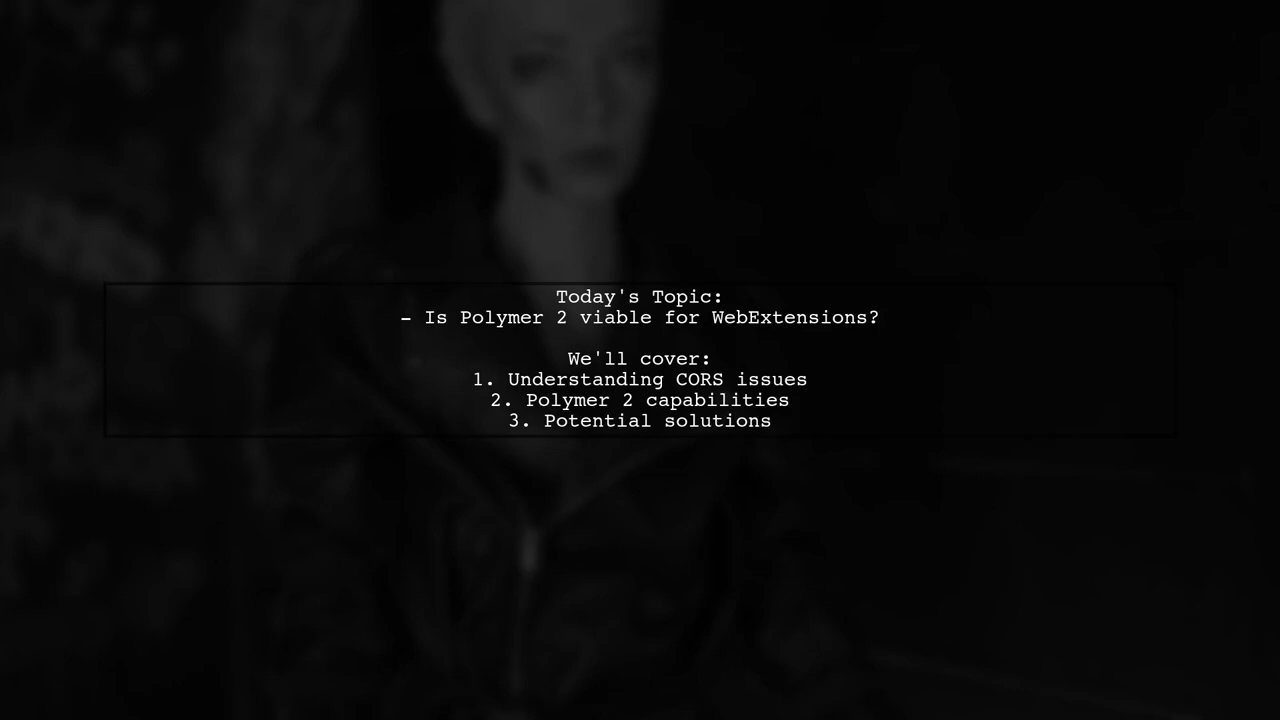 Today's Topic:
- Is Polymer 2 viable for WebExtensions?
We'll cover:
1. Understanding CORS issues
2. Polymer 2 capabilities
3. Potential solutions